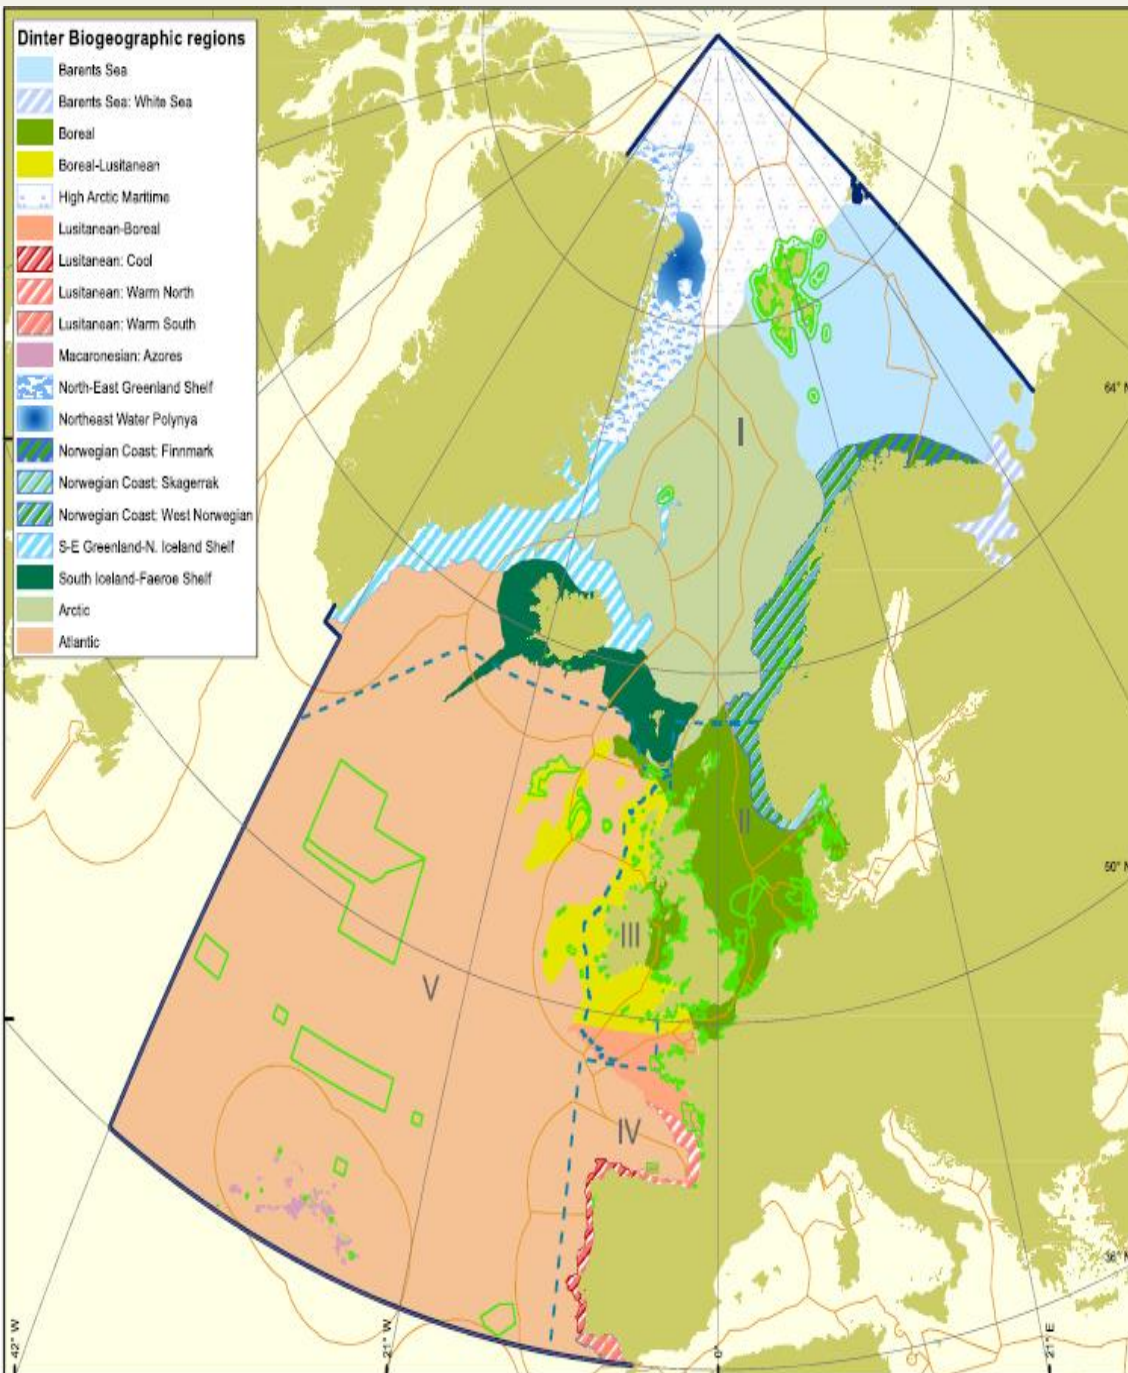 Dinter Biogeographic regions
Barents Sea
Barents Sea: White Sea
Boreal
Boreal-Lusitanean
High Arctic Maritime
Lusitanean-Boreal
Lusitanean: Cool
Lusitanean: Warm North
Lusitanean: Warm South
Macaronesian: Azores
North-East Greenland Shelf
Northeast Water Polynya
Norwegian Coast: Finnmark
Norwegian Coast: Skagerrak
Norwegian Coast: West Norwegian
S-E Greenland-N. Iceland Shelf
South Iceland-Faeroe Shelf
Arctic
Atlantic
64° N
I
II
50° N
III
V
IV
36° N
42° W
21° W
0°
21° E